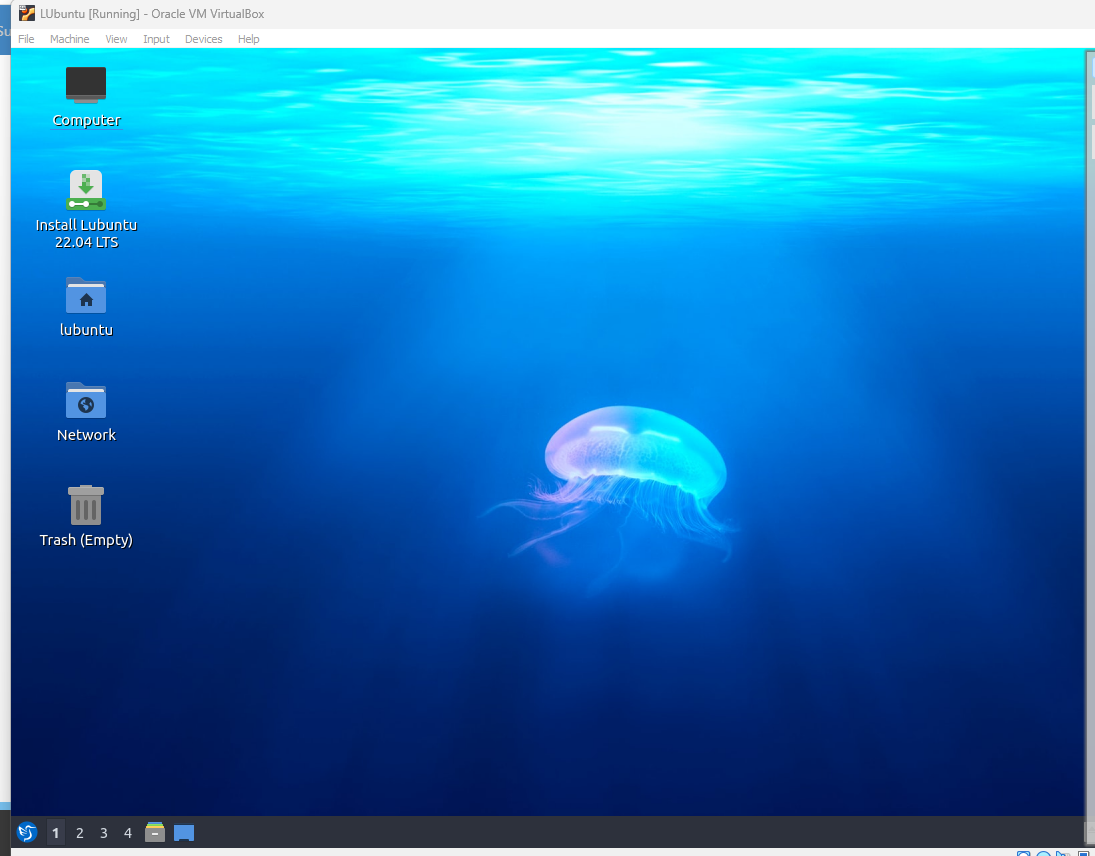 LUbuntu [Running] - Oracle VM VirtualBox
File Machine View Input Devices Help
Computer
Install Lubuntu
22.04 LTS
lubuntu
Network
Trash (Empty)
1 2 3 4